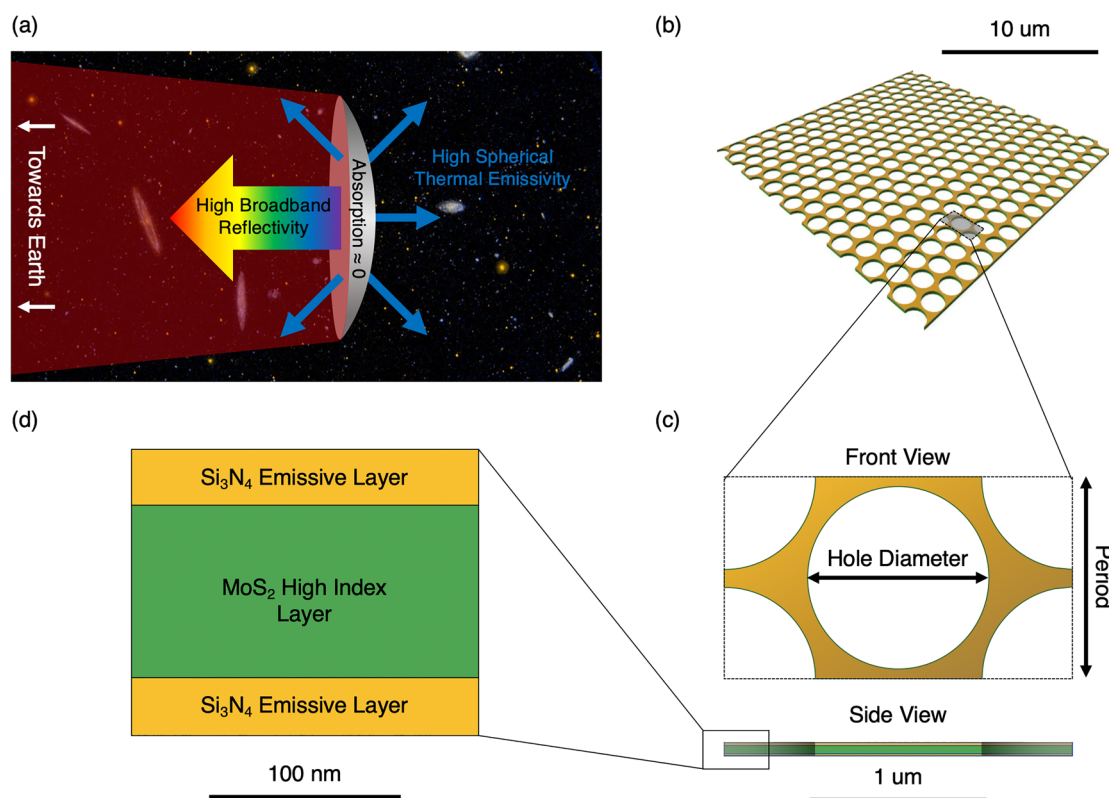 (a)
Towards Earth
High Broadband
Reflectivity
Absorption ≈ 0
High Spherical
Thermal Emissivity
(b)
10 um
(c)
Front View
Hole Diameter
Period
Side View
1 um
(d)
Si₃N₄ Emissive Layer
MoS₂ High Index
Layer
Si₃N₄ Emissive Layer
100 nm